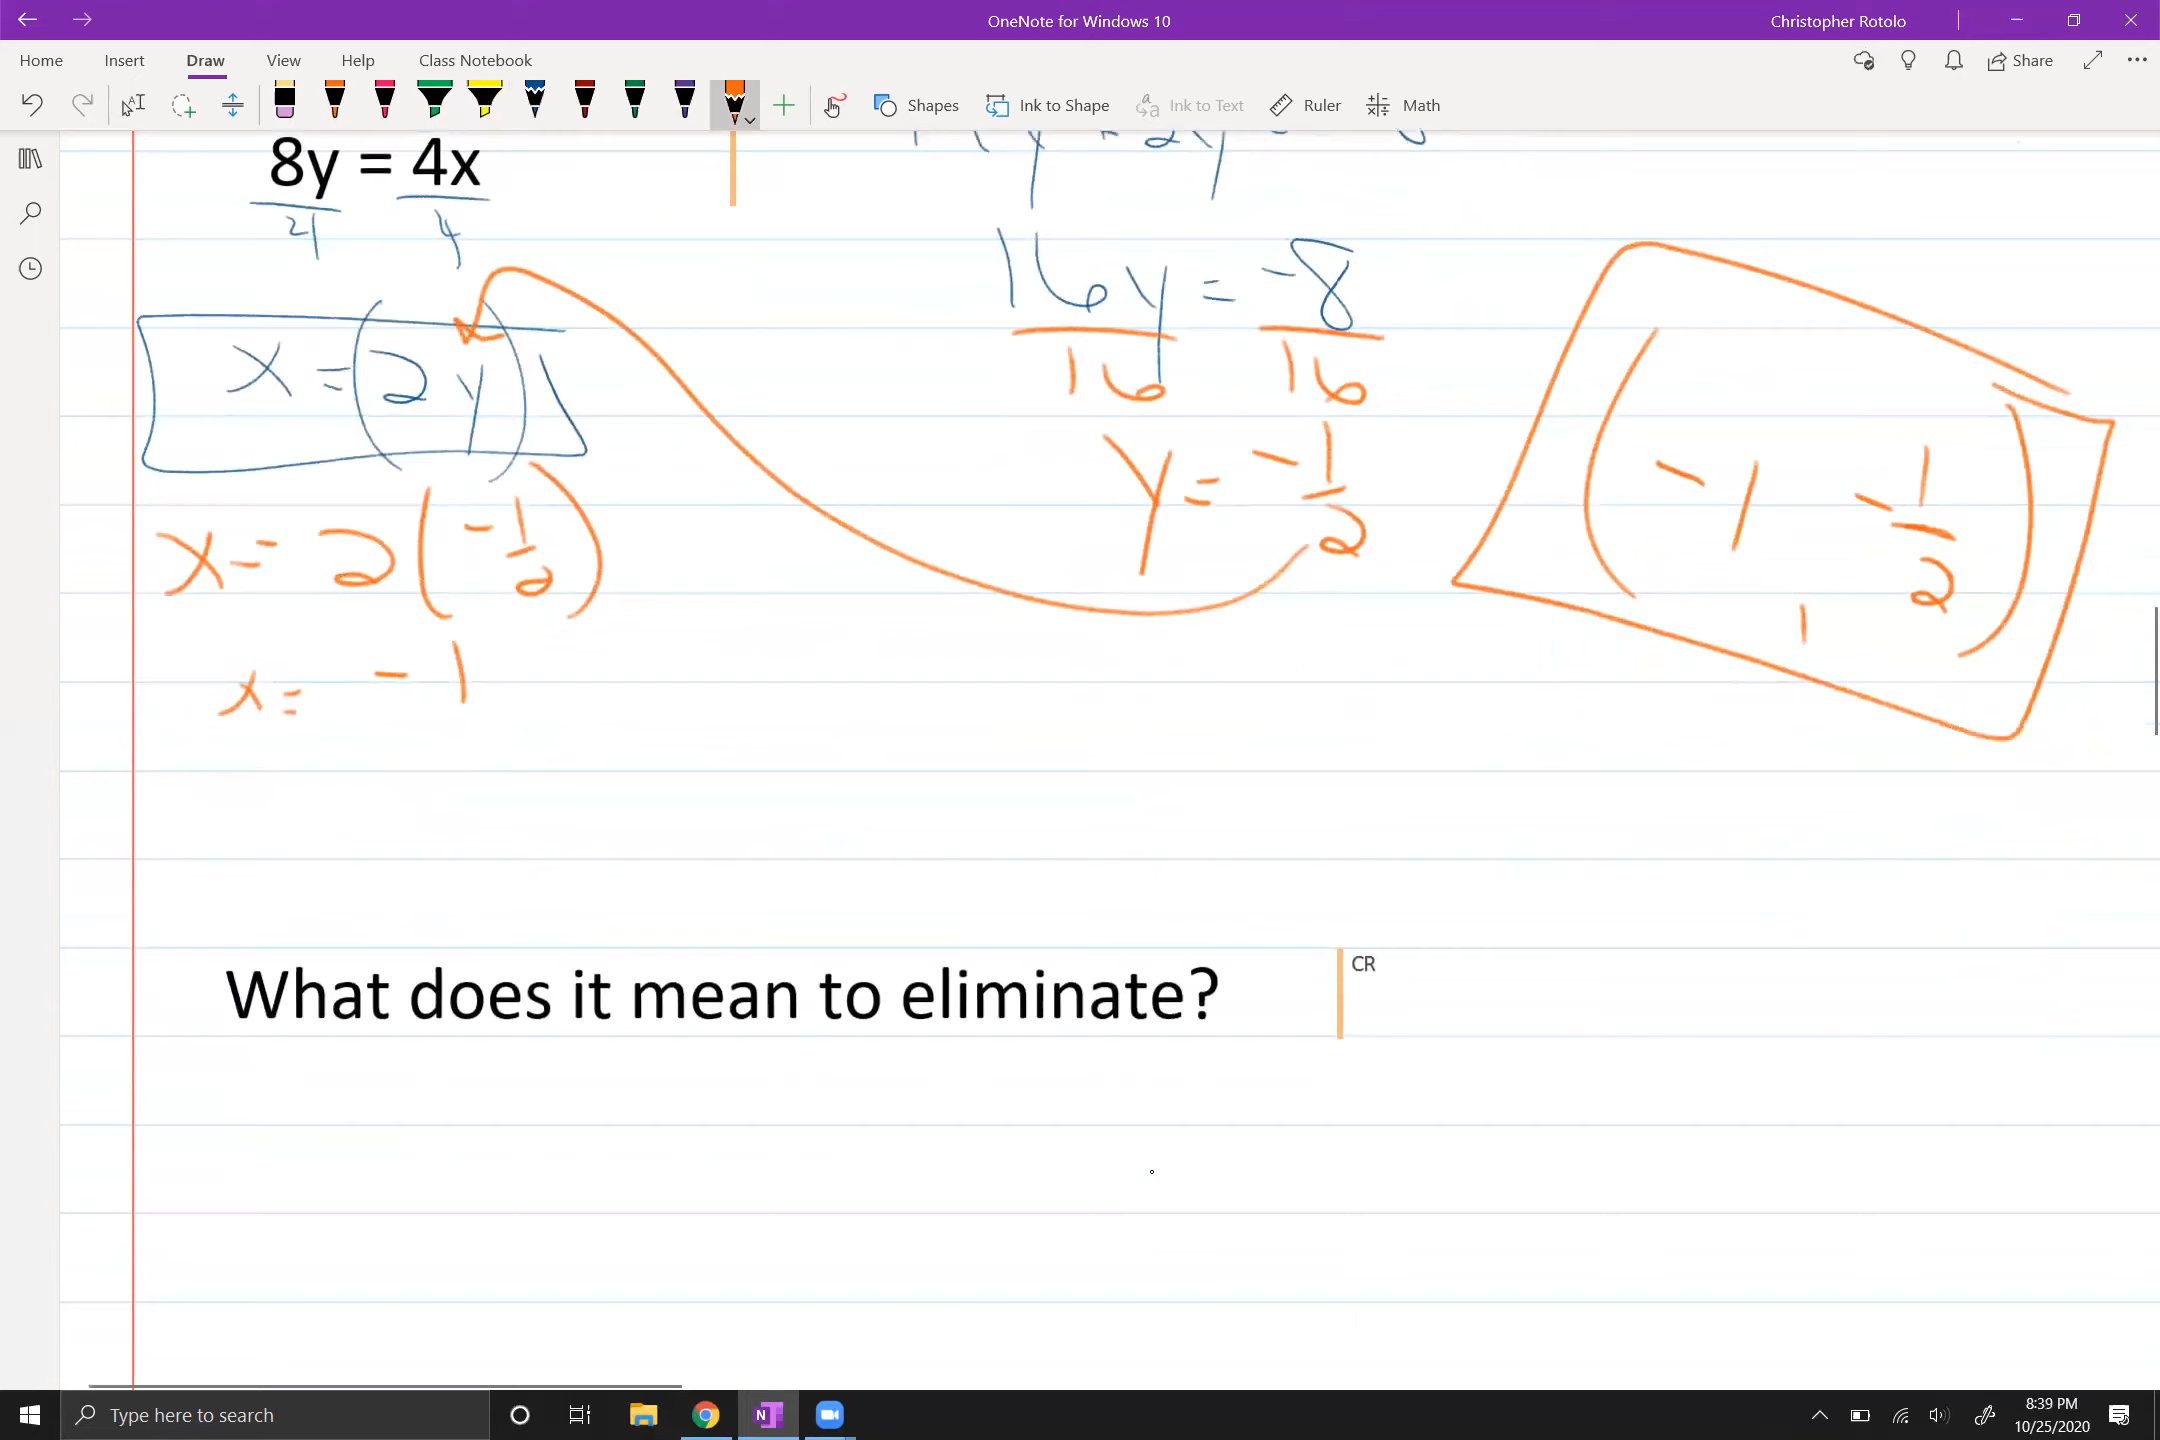 OneNote for Windows 10
Christopher Rotolo
Home Insert Draw View Help Class Notebook
Share
Shapes Ink to Shape Ink to Text Ruler Math
8y = 4x
4 4
16y = -8
16 16
x = (2y)
y = -1/2
x = 2(-1/2)
(-1, -1/2)
x = -1
What does it mean to eliminate?
CR
Type here to search
8:39 PM
10/25/2020